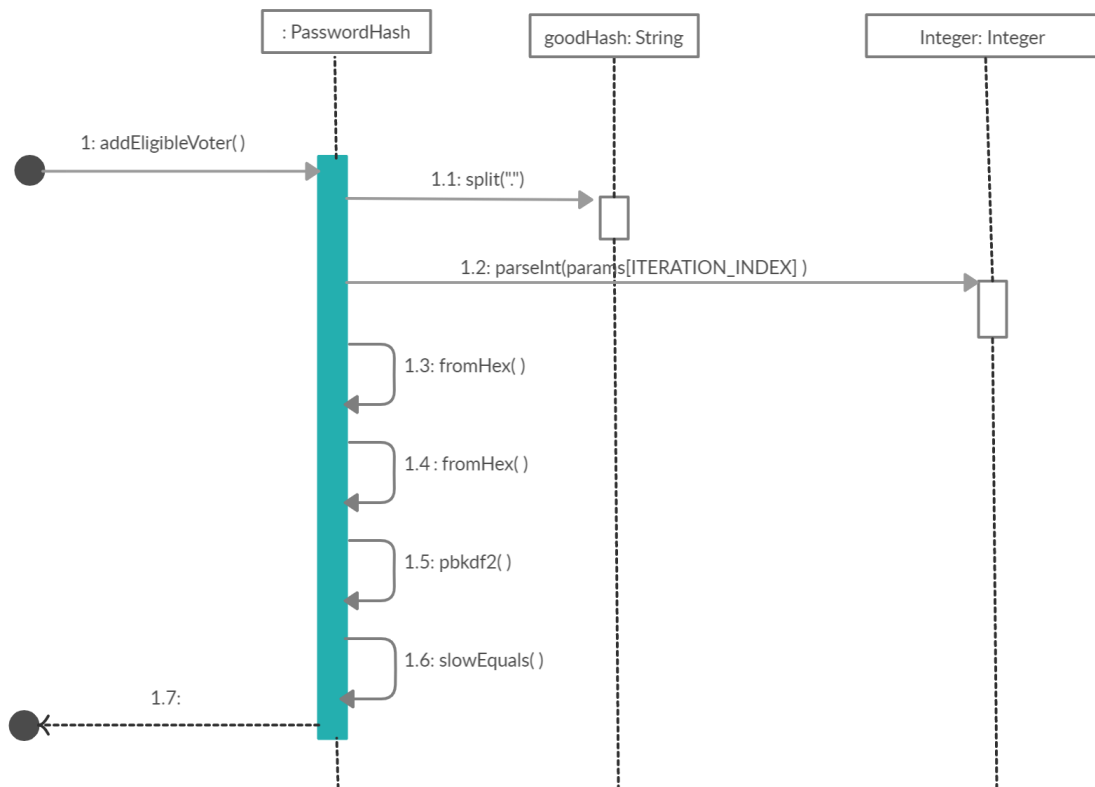 : PasswordHash
goodHash: String
Integer: Integer
1: addEligibleVoter( )
1.1: split(".")
1.2: parseInt(params[ITERATION_INDEX] )
1.3: fromHex( )
1.4 : fromHex( )
1.5: pbkdf2( )
1.6: slowEquals( )
1.7: